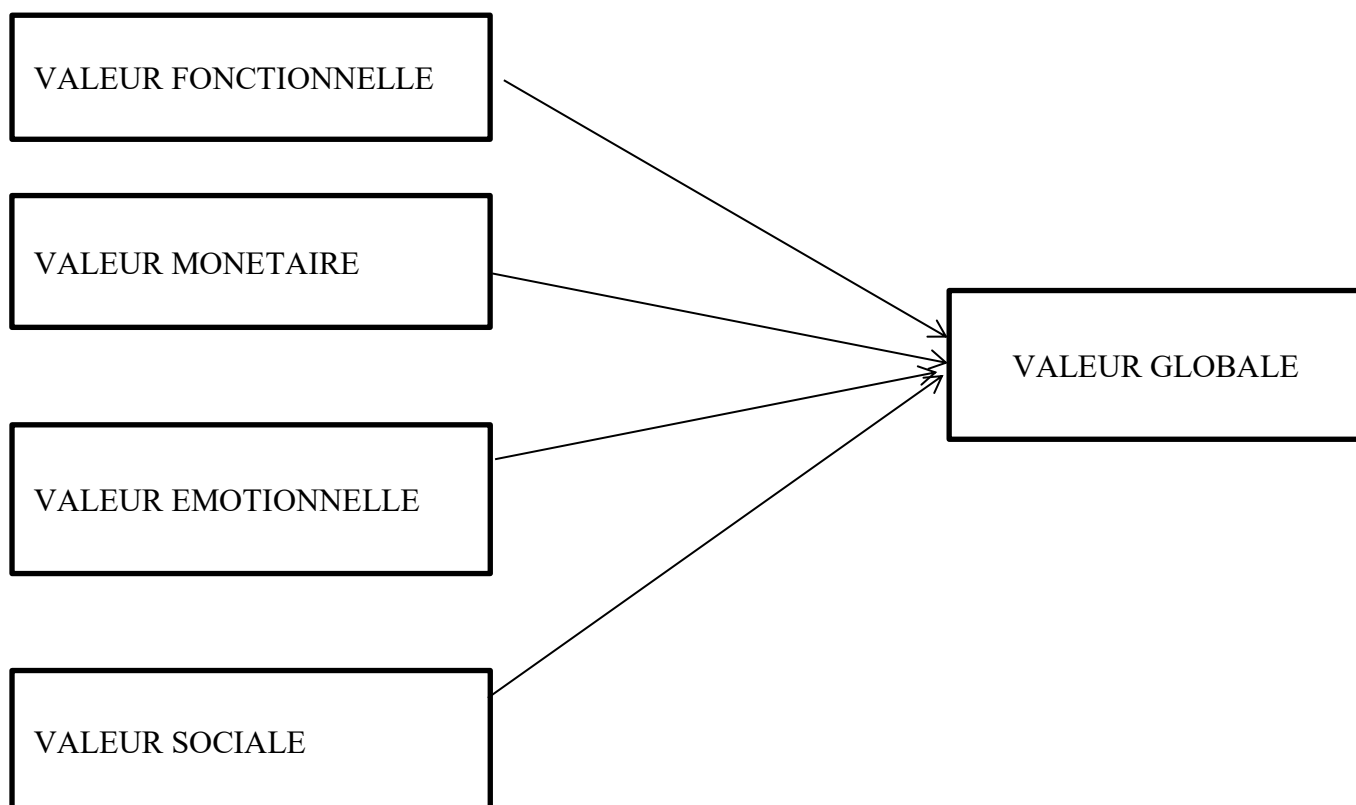 VALEUR FONCTIONNELLE
VALEUR MONETAIRE
VALEUR GLOBALE
VALEUR EMOTIONNELLE
VALEUR SOCIALE